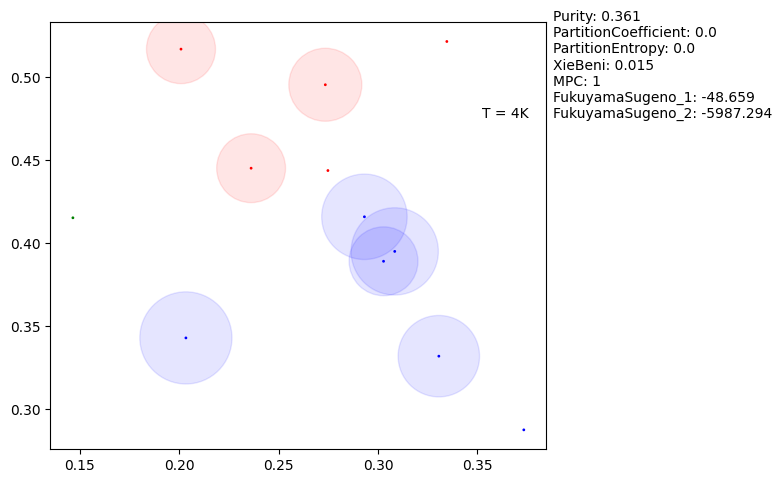 Purity: 0.361
PartitionCoefficient: 0.0
PartitionEntropy: 0.0
XieBeni: 0.015
MPC: 1
FukuyamaSugeno_1: -48.659
FukuyamaSugeno_2: -5987.294
T = 4K
0.50
0.45
0.40
0.35
0.30
0.15 0.20 0.25 0.30 0.35